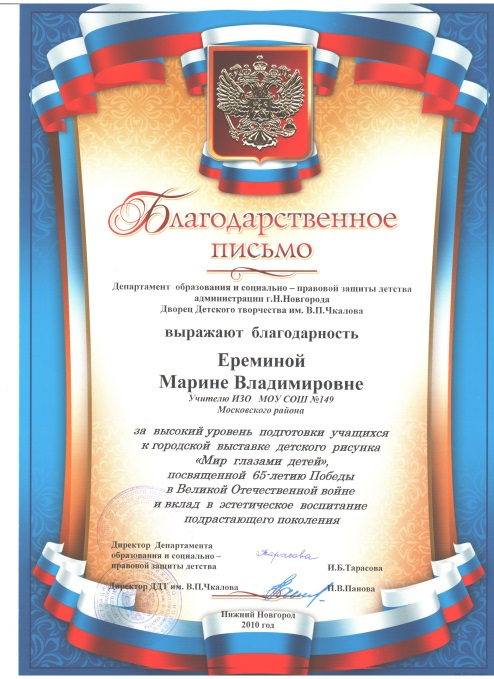 Благодарственное
письмо
Департамент образования и социально – правовой защиты детства
администрации г.Н.Новгорода
Дворец Детского творчества им. В.П.Чкалова
выражают благодарность
Ереминой
Марине Владимировне
Учителю ИЗО МОУ СОШ №149
Московского района
за высокий уровень подготовки учащихся
к городской выставке детского рисунка
«Мир глазами детей»,
посвященной 65-летию Победы
в Великой Отечественной войне
и вклад в эстетическое воспитание
подрастающего поколения
Директор Департамента
образования и социально –
правовой защиты детства
Тарасова
И.Б.Тарасова
Директор ДДТ им. В.П.Чкалова
Н.В.Панова
Нижний Новгород
2010 год